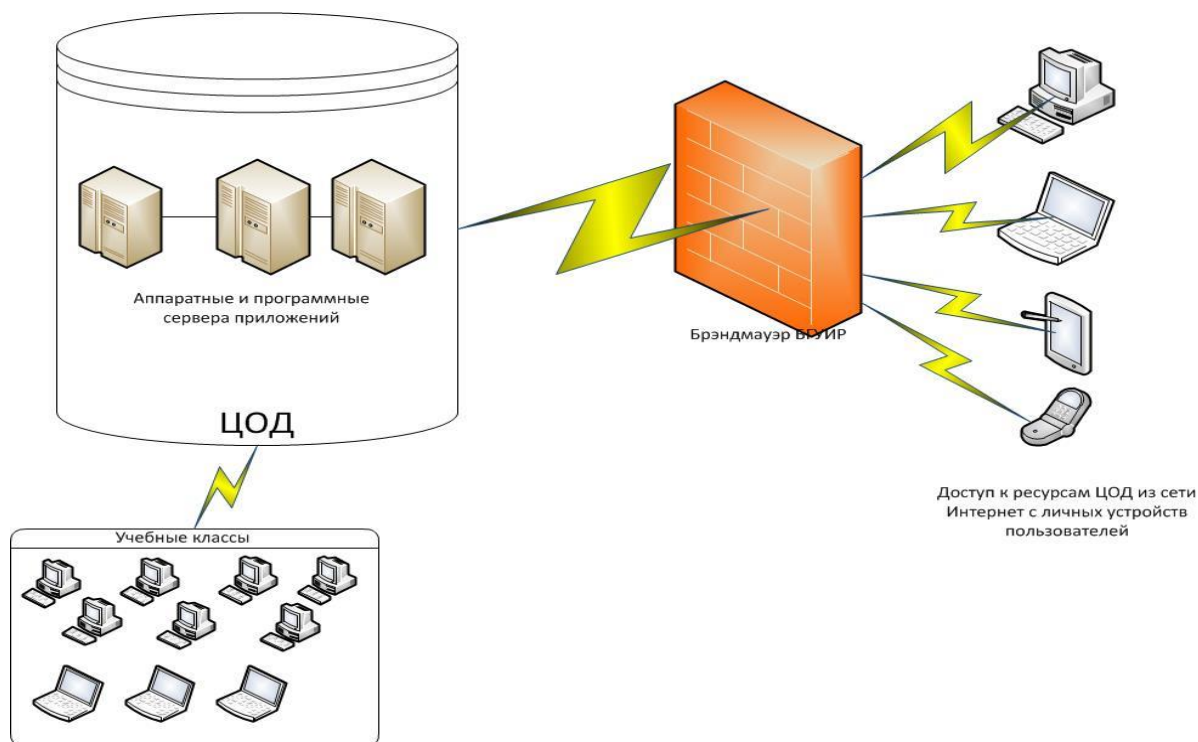 Аппаратные и программные
сервера приложений
ЦОД
Брэндмауэр БГУИР
Доступ к ресурсам ЦОД из сети
Интернет с личных устройств
пользователей
Учебные классы